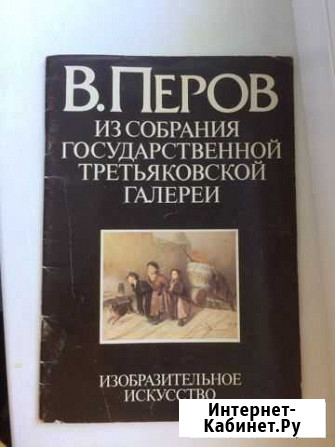 В. ПЕРОВ
ИЗ СОБРАНИЯ
ГОСУДАРСТВЕННОЙ
ТРЕТЬЯКОВСКОЙ
ГАЛЕРЕИ
ИЗОБРАЗИТЕЛЬНОЕ
ИСКУССТВО
Интернет-
Кабинет.Ру